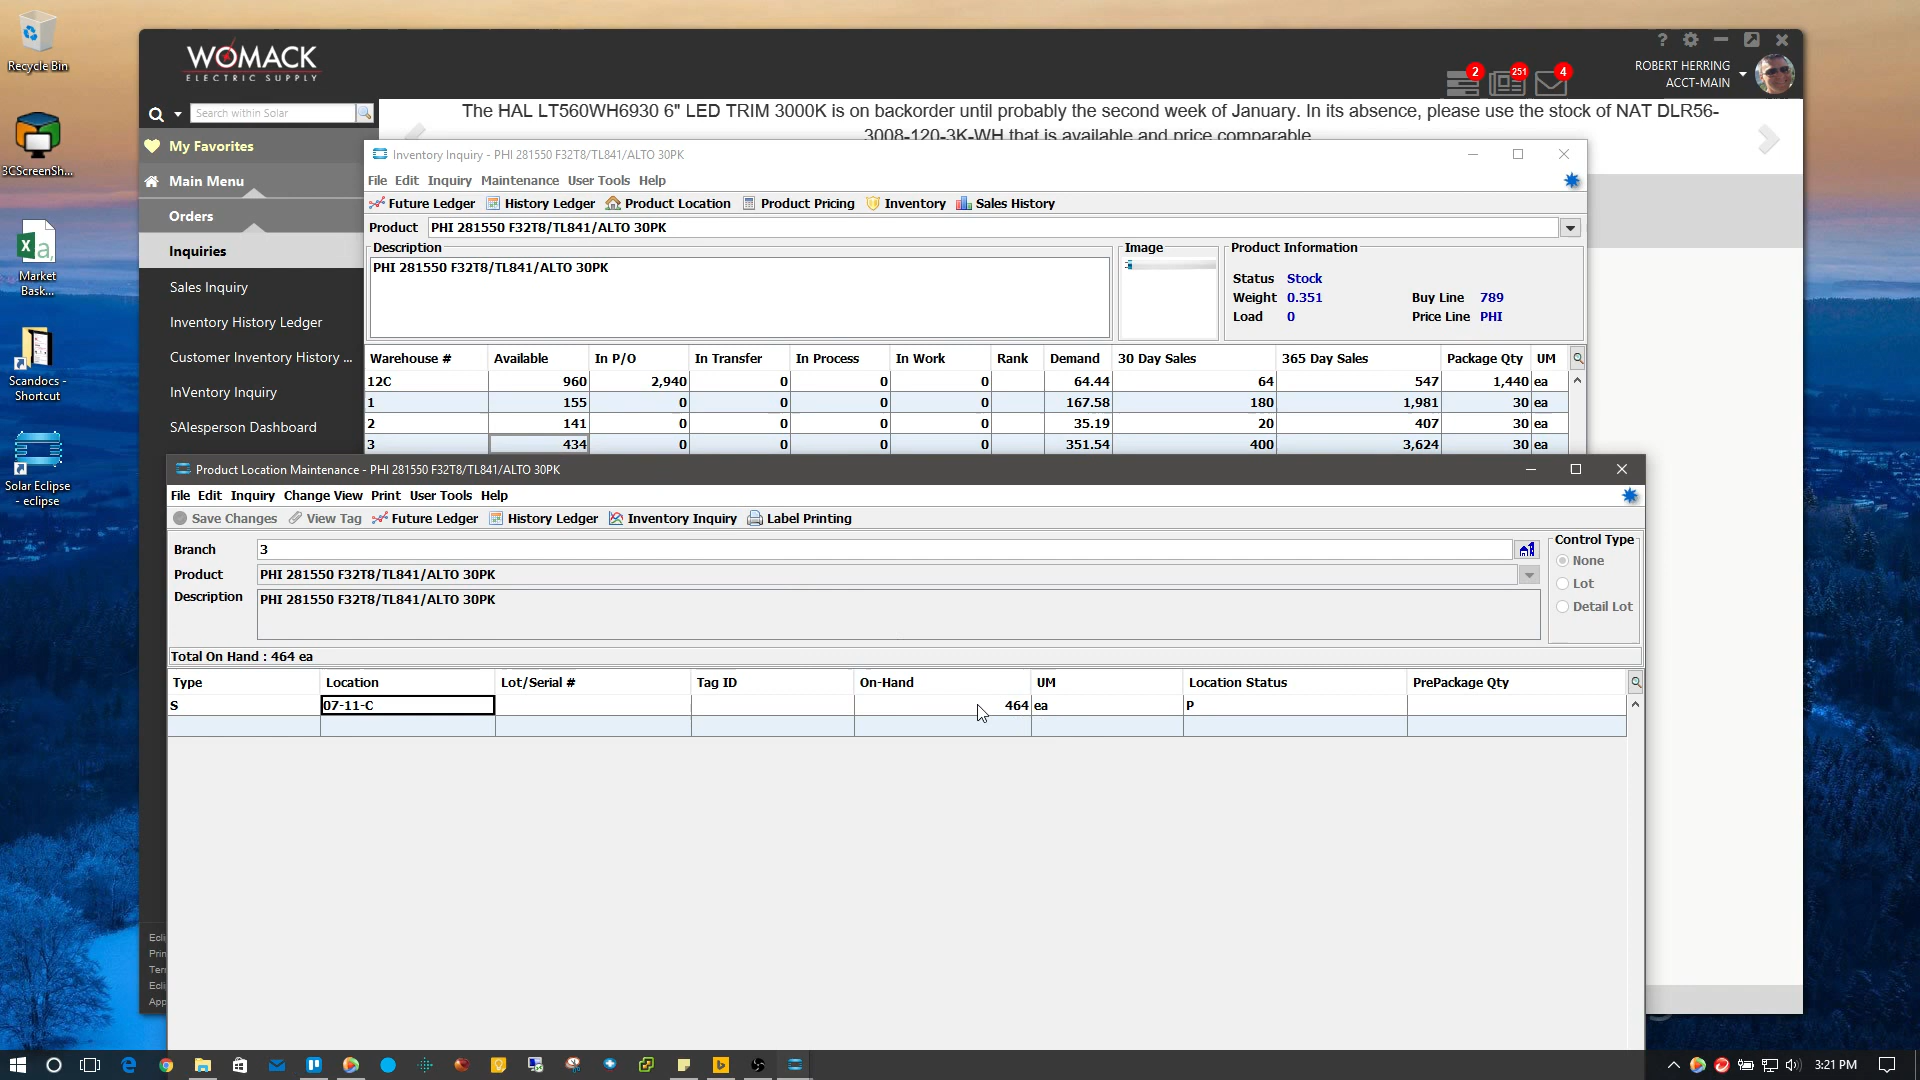 Recycle Bin
3CScreenSh...
Market
Bask...
Scandocs -
Shortcut
Solar Eclipse
- eclipse
WOMACK
ELECTRIC SUPPLY
2
251
4
ROBERT HERRING
ACCT-MAIN
Search within Solar
The HAL LT560WH6930 6" LED TRIM 3000K is on backorder until probably the second week of January. In its absence, please use the stock of NAT DLR56-
3008-120-3K-WH that is available and price comparable.
My Favorites
Main Menu
Orders
Inquiries
Sales Inquiry
Inventory History Ledger
Customer Inventory History ...
InVentory Inquiry
SAlesperson Dashboard
Ecli
Prin
Ter
Ecli
App
Inventory Inquiry - PHI 281550 F32T8/TL841/ALTO 30PK
File Edit Inquiry Maintenance User Tools Help
Future Ledger History Ledger Product Location Product Pricing Inventory Sales History
Product PHI 281550 F32T8/TL841/ALTO 30PK
Description Image Product Information
PHI 281550 F32T8/TL841/ALTO 30PK
Status Stock
Weight 0.351 Buy Line 789
Load 0 Price Line PHI
Warehouse # Available In P/O In Transfer In Process In Work Rank Demand 30 Day Sales 365 Day Sales Package Qty UM
12C 960 2,940 0 0 0 64.44 64 547 1,440 ea
1 155 0 0 0 0 167.58 180 1,981 30 ea
2 141 0 0 0 0 35.19 20 407 30 ea
3 434 0 0 0 0 351.54 400 3,624 30 ea
Product Location Maintenance - PHI 281550 F32T8/TL841/ALTO 30PK
File Edit Inquiry Change View Print User Tools Help
Save Changes View Tag Future Ledger History Ledger Inventory Inquiry Label Printing
Branch 3
Product PHI 281550 F32T8/TL841/ALTO 30PK
Description PHI 281550 F32T8/TL841/ALTO 30PK
Control Type
None
Lot
Detail Lot
Total On Hand : 464 ea
Type Location Lot/Serial # Tag ID On-Hand UM Location Status PrePackage Qty
S 07-11-C 464 ea P
3:21 PM